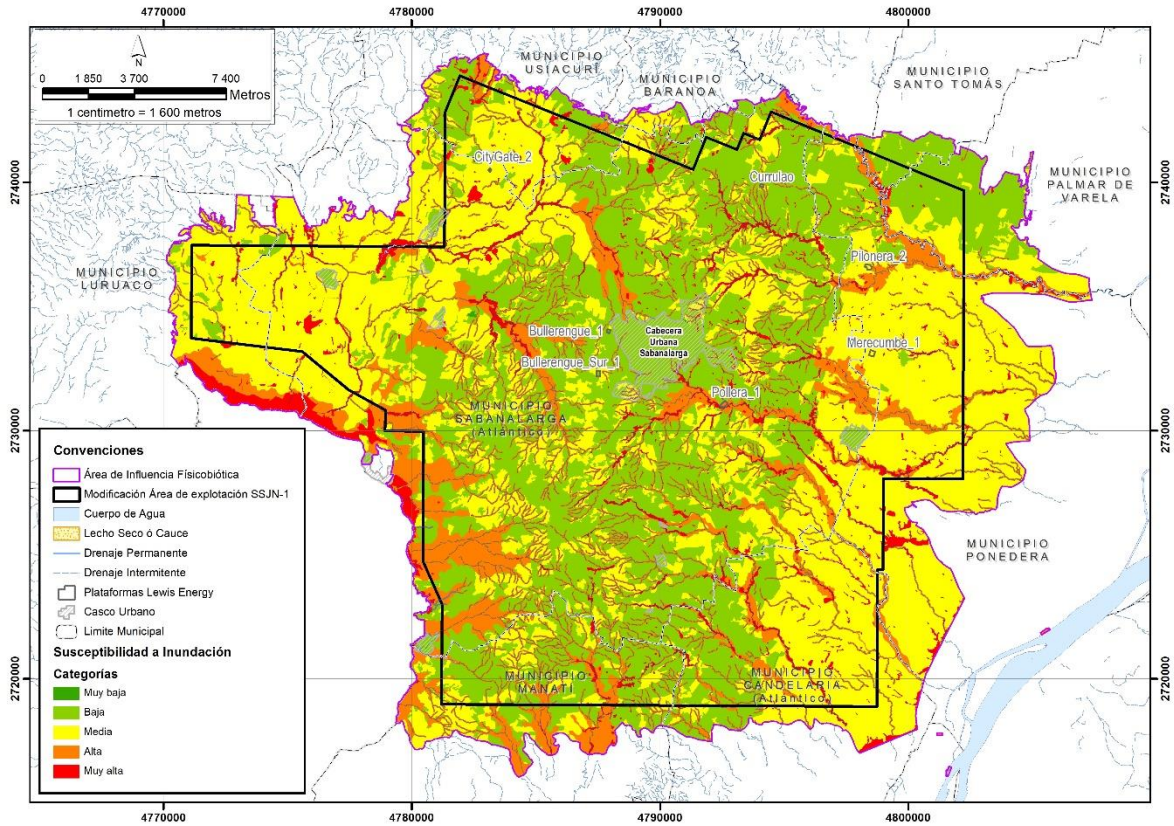 4770000
4780000
4790000
4800000
N
0 1 850 3 700 7 400
Metros
1 centimetro = 1 600 metros
MUNICIPIO
USIACURÍ
MUNICIPIO
BARANOA
MUNICIPIO
SANTO TOMÁS
MUNICIPIO
PALMAR DE
VARELA
MUNICIPIO
LURUACO
2740000
2740000
CityGate_2
Currulao
Pilonera_2
Bullerengue_1
Cabecera
Urbana
Sabanalarga
Merecumbe_1
Bullerengue_Sur_1
Pollera_1
MUNICIPIO
SABANALARGA
(Atlántico)
2730000
2730000
MUNICIPIO
PONEDERA
MUNICIPIO
MANATÍ
MUNICIPIO
CANDELARIA
(Atlántico)
2720000
2720000
Convenciones
Área de Influencia Físicobiótica
Modificación Área de explotación SSJN-1
Cuerpo de Agua
Lecho Seco ó Cauce
Drenaje Permanente
Drenaje Intermitente
Plataformas Lewis Energy
Casco Urbano
Limite Municipal
Susceptibilidad a Inundación
Categorías
Muy baja
Baja
Media
Alta
Muy alta
4770000
4780000
4790000
4800000